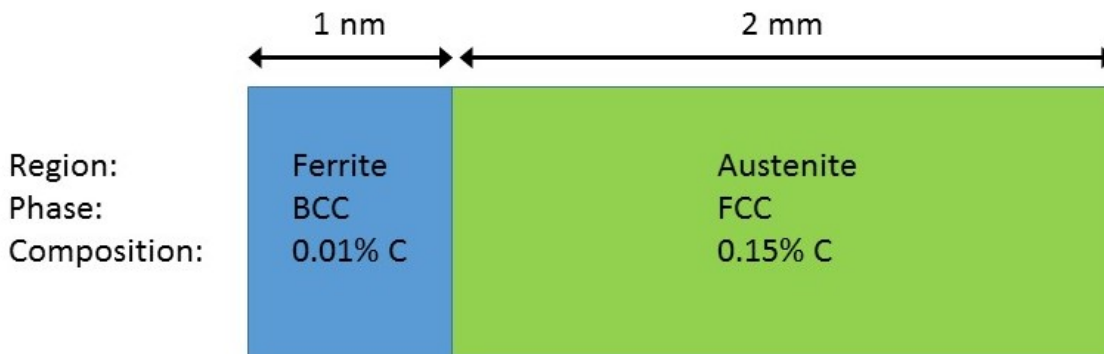 1 nm 2 mm
Region: Ferrite Austenite
Phase: BCC FCC
Composition: 0.01% C 0.15% C